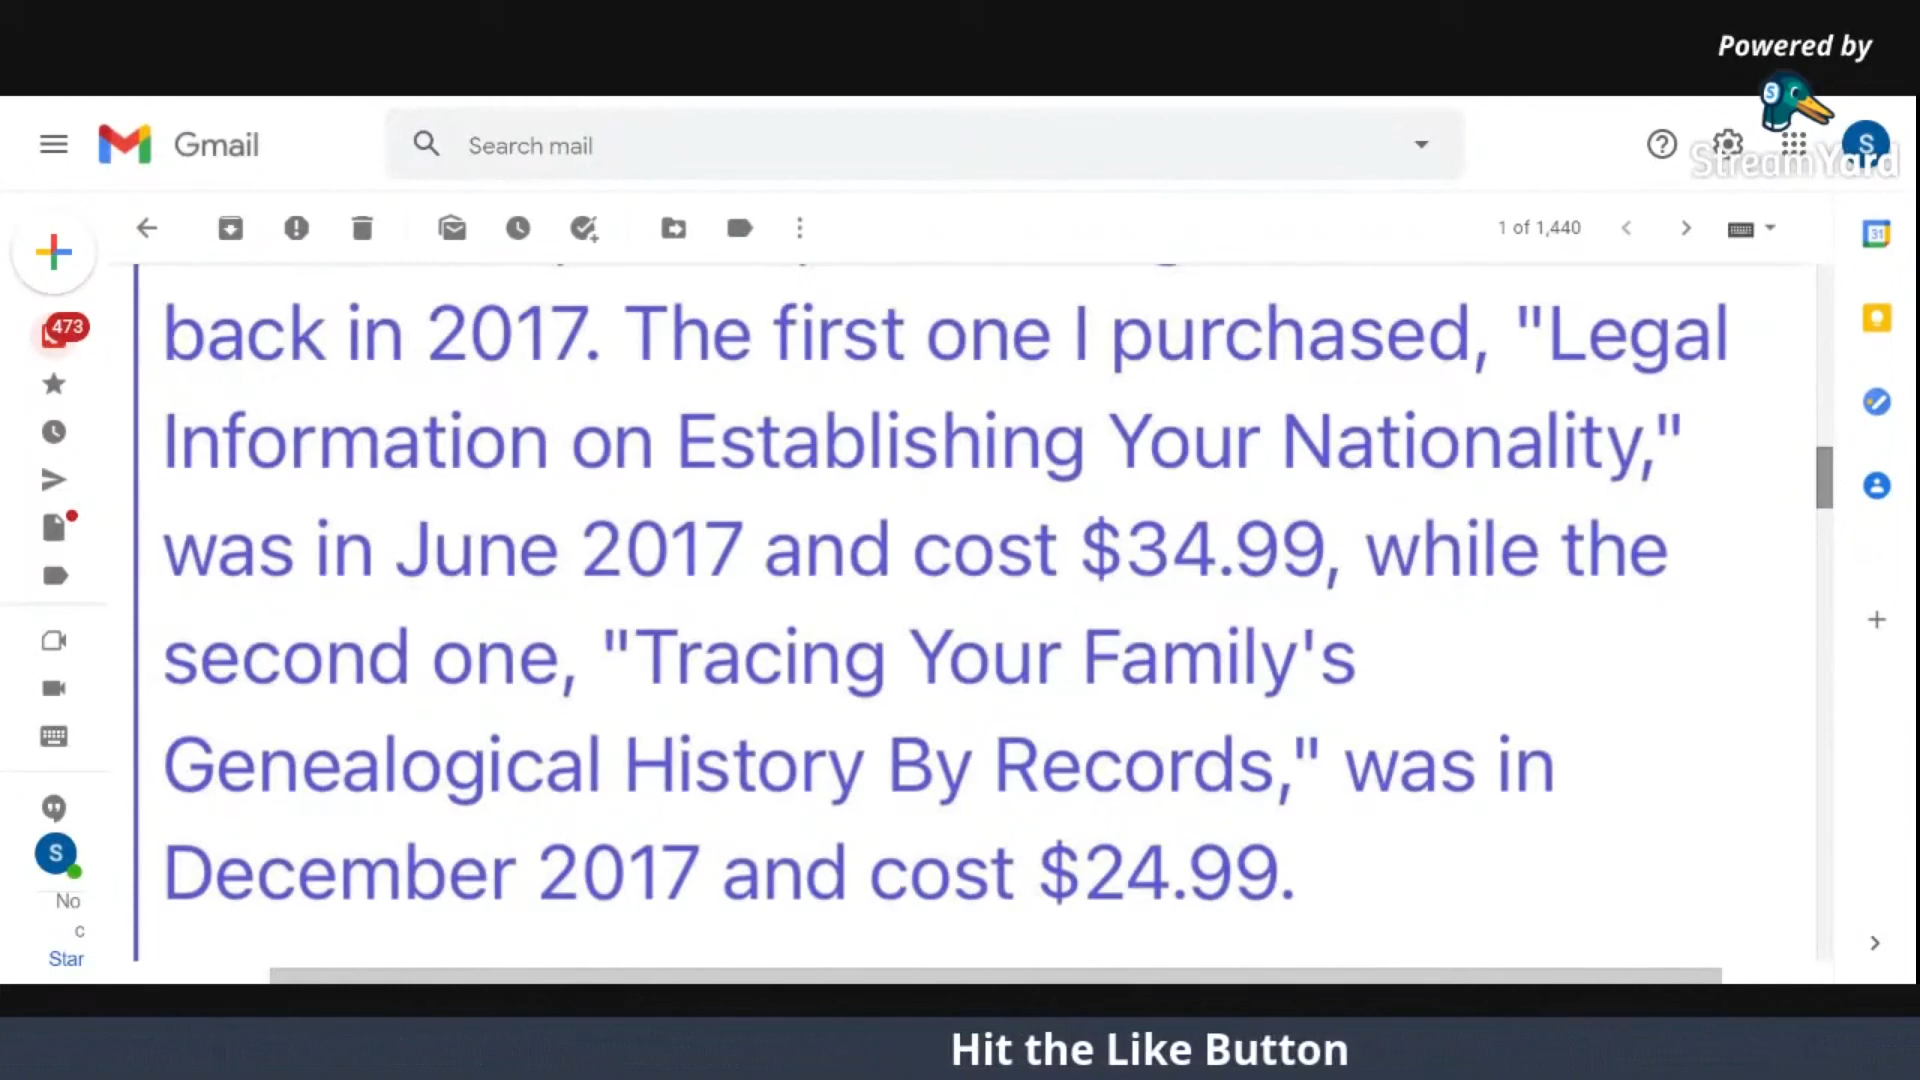 Powered by
StreamYard
Gmail
Search mail
S
1 of 1,440
31
473
back in 2017. The first one I purchased, "Legal
Information on Establishing Your Nationality,"
was in June 2017 and cost $34.99, while the
second one, "Tracing Your Family's
Genealogical History By Records," was in
December 2017 and cost $24.99.
S
No
c
Star
Hit the Like Button